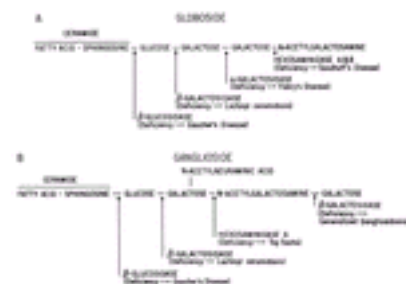 A
GLOBOSIDE
CERAMIDE
FATTY ACID - SPHINGOSINE - GLUCOSE - GALACTOSE - GALACTOSE - N-ACETYLGALACTOSAMINE
HEXOSAMINIDASE A&B
(Deficiency → Sandhoff's Disease)
α-GALACTOSIDASE
(Deficiency → Fabry's Disease)
β-GALACTOSIDASE
(Deficiency → Lactosyl ceramidosis)
β-GLUCOSIDASE
(Deficiency → Gaucher's Disease)
B
GANGLIOSIDE
N-ACETYLNEURAMINIC ACID
CERAMIDE
FATTY ACID - SPHINGOSINE - GLUCOSE - GALACTOSE - N-ACETYLGALACTOSAMINE - GALACTOSE
β-GALACTOSIDASE
(Deficiency →
Generalized Gangliosidosis)
HEXOSAMINIDASE A
(Deficiency → Tay Sachs)
β-GALACTOSIDASE
(Deficiency → Lactosyl ceramidosis)
β-GLUCOSIDASE
(Deficiency → Gaucher's Disease)